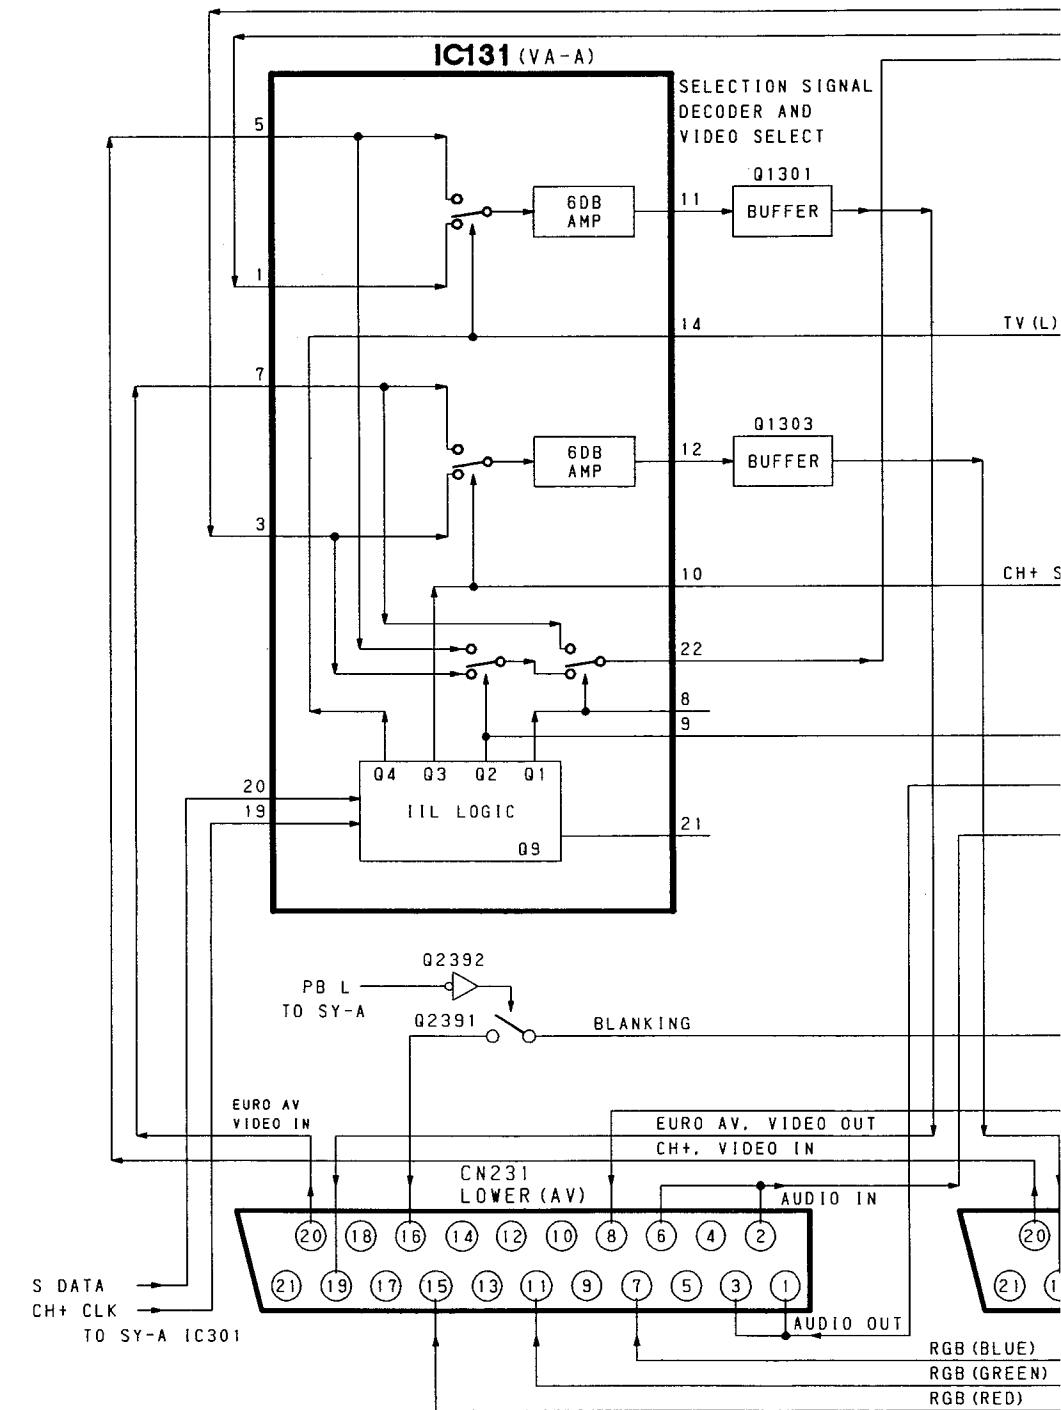 IC131 (VA-A)
SELECTION SIGNAL
DECODER AND
VIDEO SELECT
5
Q1301
6DB
AMP
11
BUFFER
1
14
TV (L)
7
Q1303
6DB
AMP
12
BUFFER
3
10
CH+ S
22
8
9
Q4 Q3 Q2 Q1
20
19
IIL LOGIC
21
Q9
Q2392
PB L
TO SY-A
Q2391
BLANKING
EURO AV
VIDEO IN
EURO AV, VIDEO OUT
CH+, VIDEO IN
CN231
LOWER (AV)
AUDIO IN
20 18 16 14 12 10 8 6 4 2
20
21 19 17 15 13 11 9 7 5 3 1
21
S DATA
CH+ CLK
TO SY-A IC301
AUDIO OUT
RGB (BLUE)
RGB (GREEN)
RGB (RED)